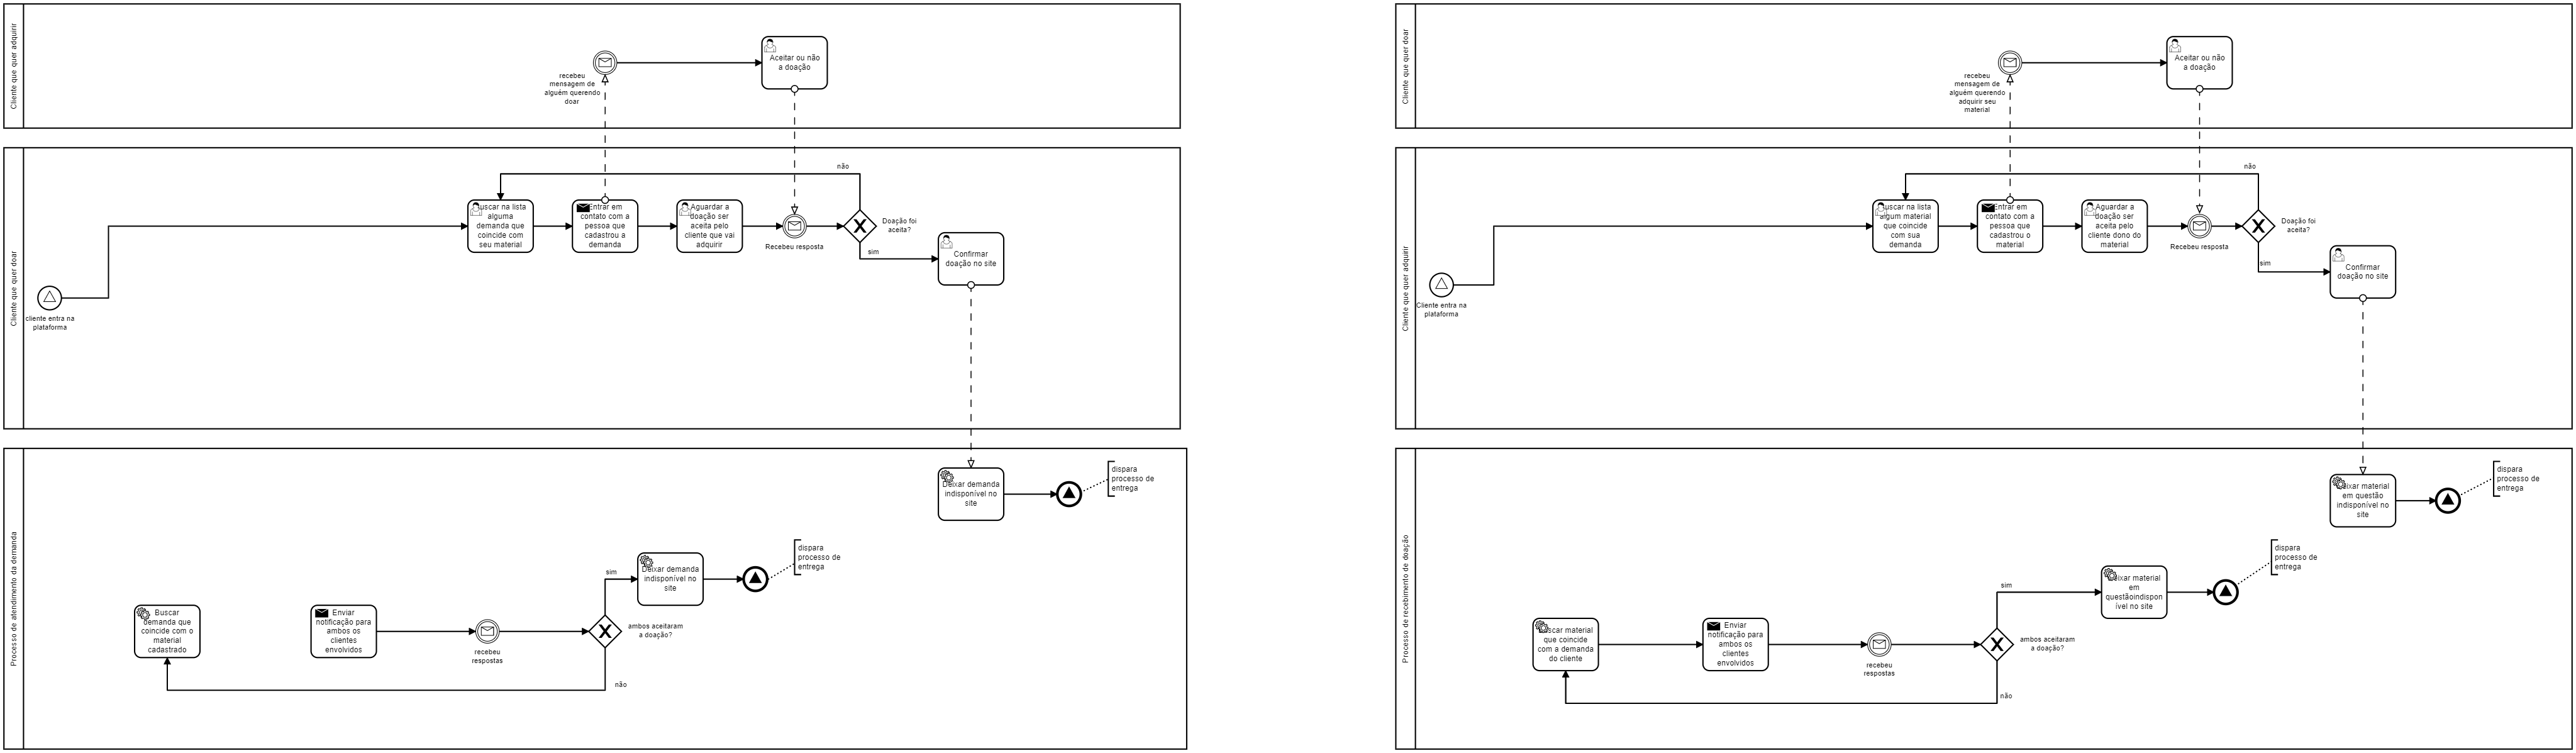 Cliente que quer adquirir
recebeu
mensagem de
alguém querendo
doar
Aceitar ou não
a doação
Cliente que quer doar
cliente entra na
plataforma
Buscar na lista
alguma
demanda que
coincide com
seu material
Entrar em
contato com a
pessoa que
cadastrou a
demanda
Aguardar a
doação ser
aceita pelo
cliente que vai
adquirir
Recebeu resposta
não
Doação foi
aceita?
sim
Confirmar
doação no site
Processo de atendimento da demanda
Deixar demanda
indisponível no
site
dispara
processo de
entrega
Buscar
demanda que
coincide com o
material
cadastrado
Enviar
notificação para
ambos os
clientes
envolvidos
recebeu
respostas
ambos aceitaram
a doação?
não
sim
Deixar demanda
indisponível no
site
dispara
processo de
entrega
Cliente que quer doar
recebeu
mensagem de
alguém querendo
adquirir seu
material
Aceitar ou não
a doação
Cliente que quer adquirir
Cliente entra na
plataforma
Buscar na lista
algum material
que coincide
com sua
demanda
Entrar em
contato com a
pessoa que
cadastrou o
material
Aguardar a
doação ser
aceita pelo
cliente dono do
material
Recebeu resposta
não
Doação foi
aceita?
sim
Confirmar
doação no site
Processo de recebimento de doação
Deixar material
em questão
indisponível no
site
dispara
processo de
entrega
Buscar material
que coincide
com a demanda
do cliente
Enviar
notificação para
ambos os
clientes
envolvidos
recebeu
respostas
ambos aceitaram
a doação?
não
sim
Deixar material
em
questãoindispon
ível no site
dispara
processo de
entrega